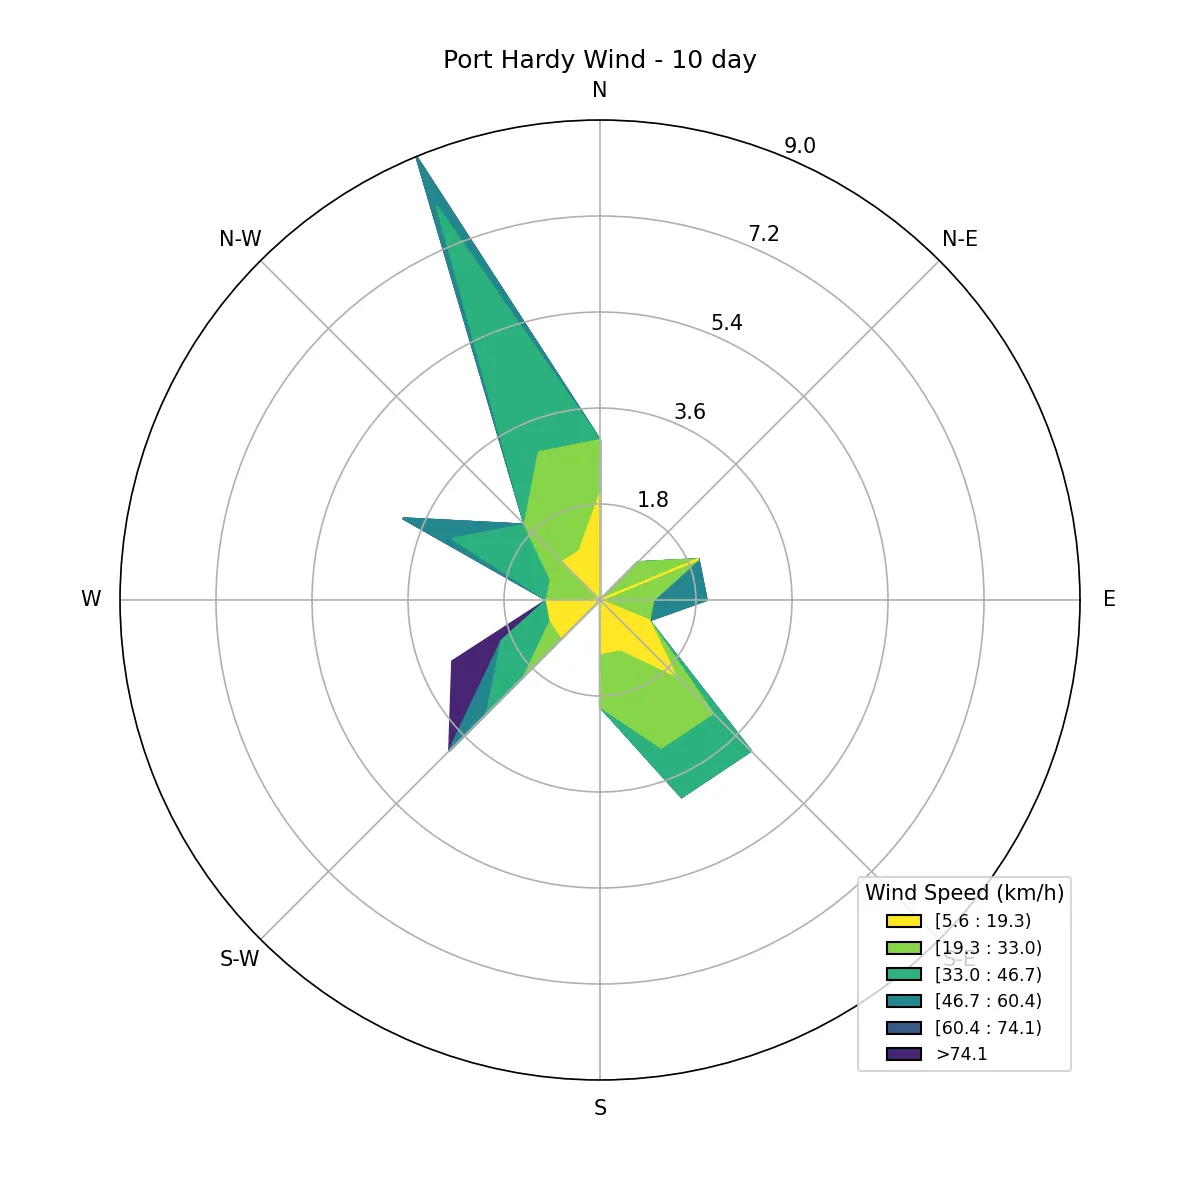 Port Hardy Wind - 10 day
N
9.0
N-W
7.2
N-E
5.4
3.6
1.8
W
E
Wind Speed (km/h)
[5.6 : 19.3)
[19.3 : 33.0)
S-W
S-E
[33.0 : 46.7)
[46.7 : 60.4)
[60.4 : 74.1)
>74.1
S